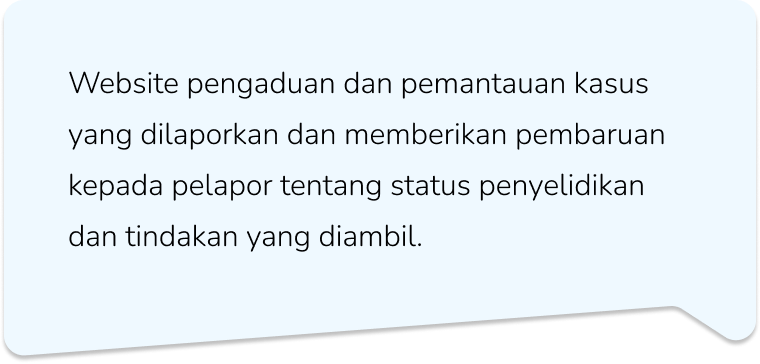 Website pengaduan dan pemantauan kasus
yang dilaporkan dan memberikan pembaruan
kepada pelapor tentang status penyelidikan
dan tindakan yang diambil.